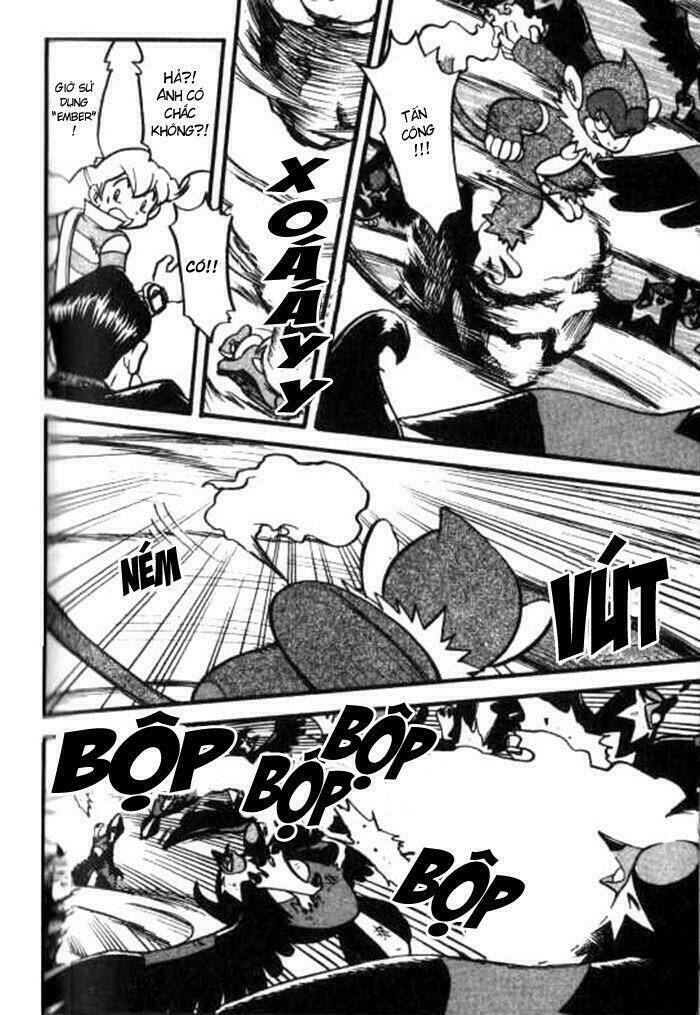 TẤN
CÔNG
!!!
XOÁÁYY
HẢ?!
ANH CÓ
CHẮC
KHÔNG?!
CÓ!!
GIỜ SỬ
DỤNG
"EMBER"
!
VÚT
NÉM
BỘP
BỘP
BỘP
BỘP